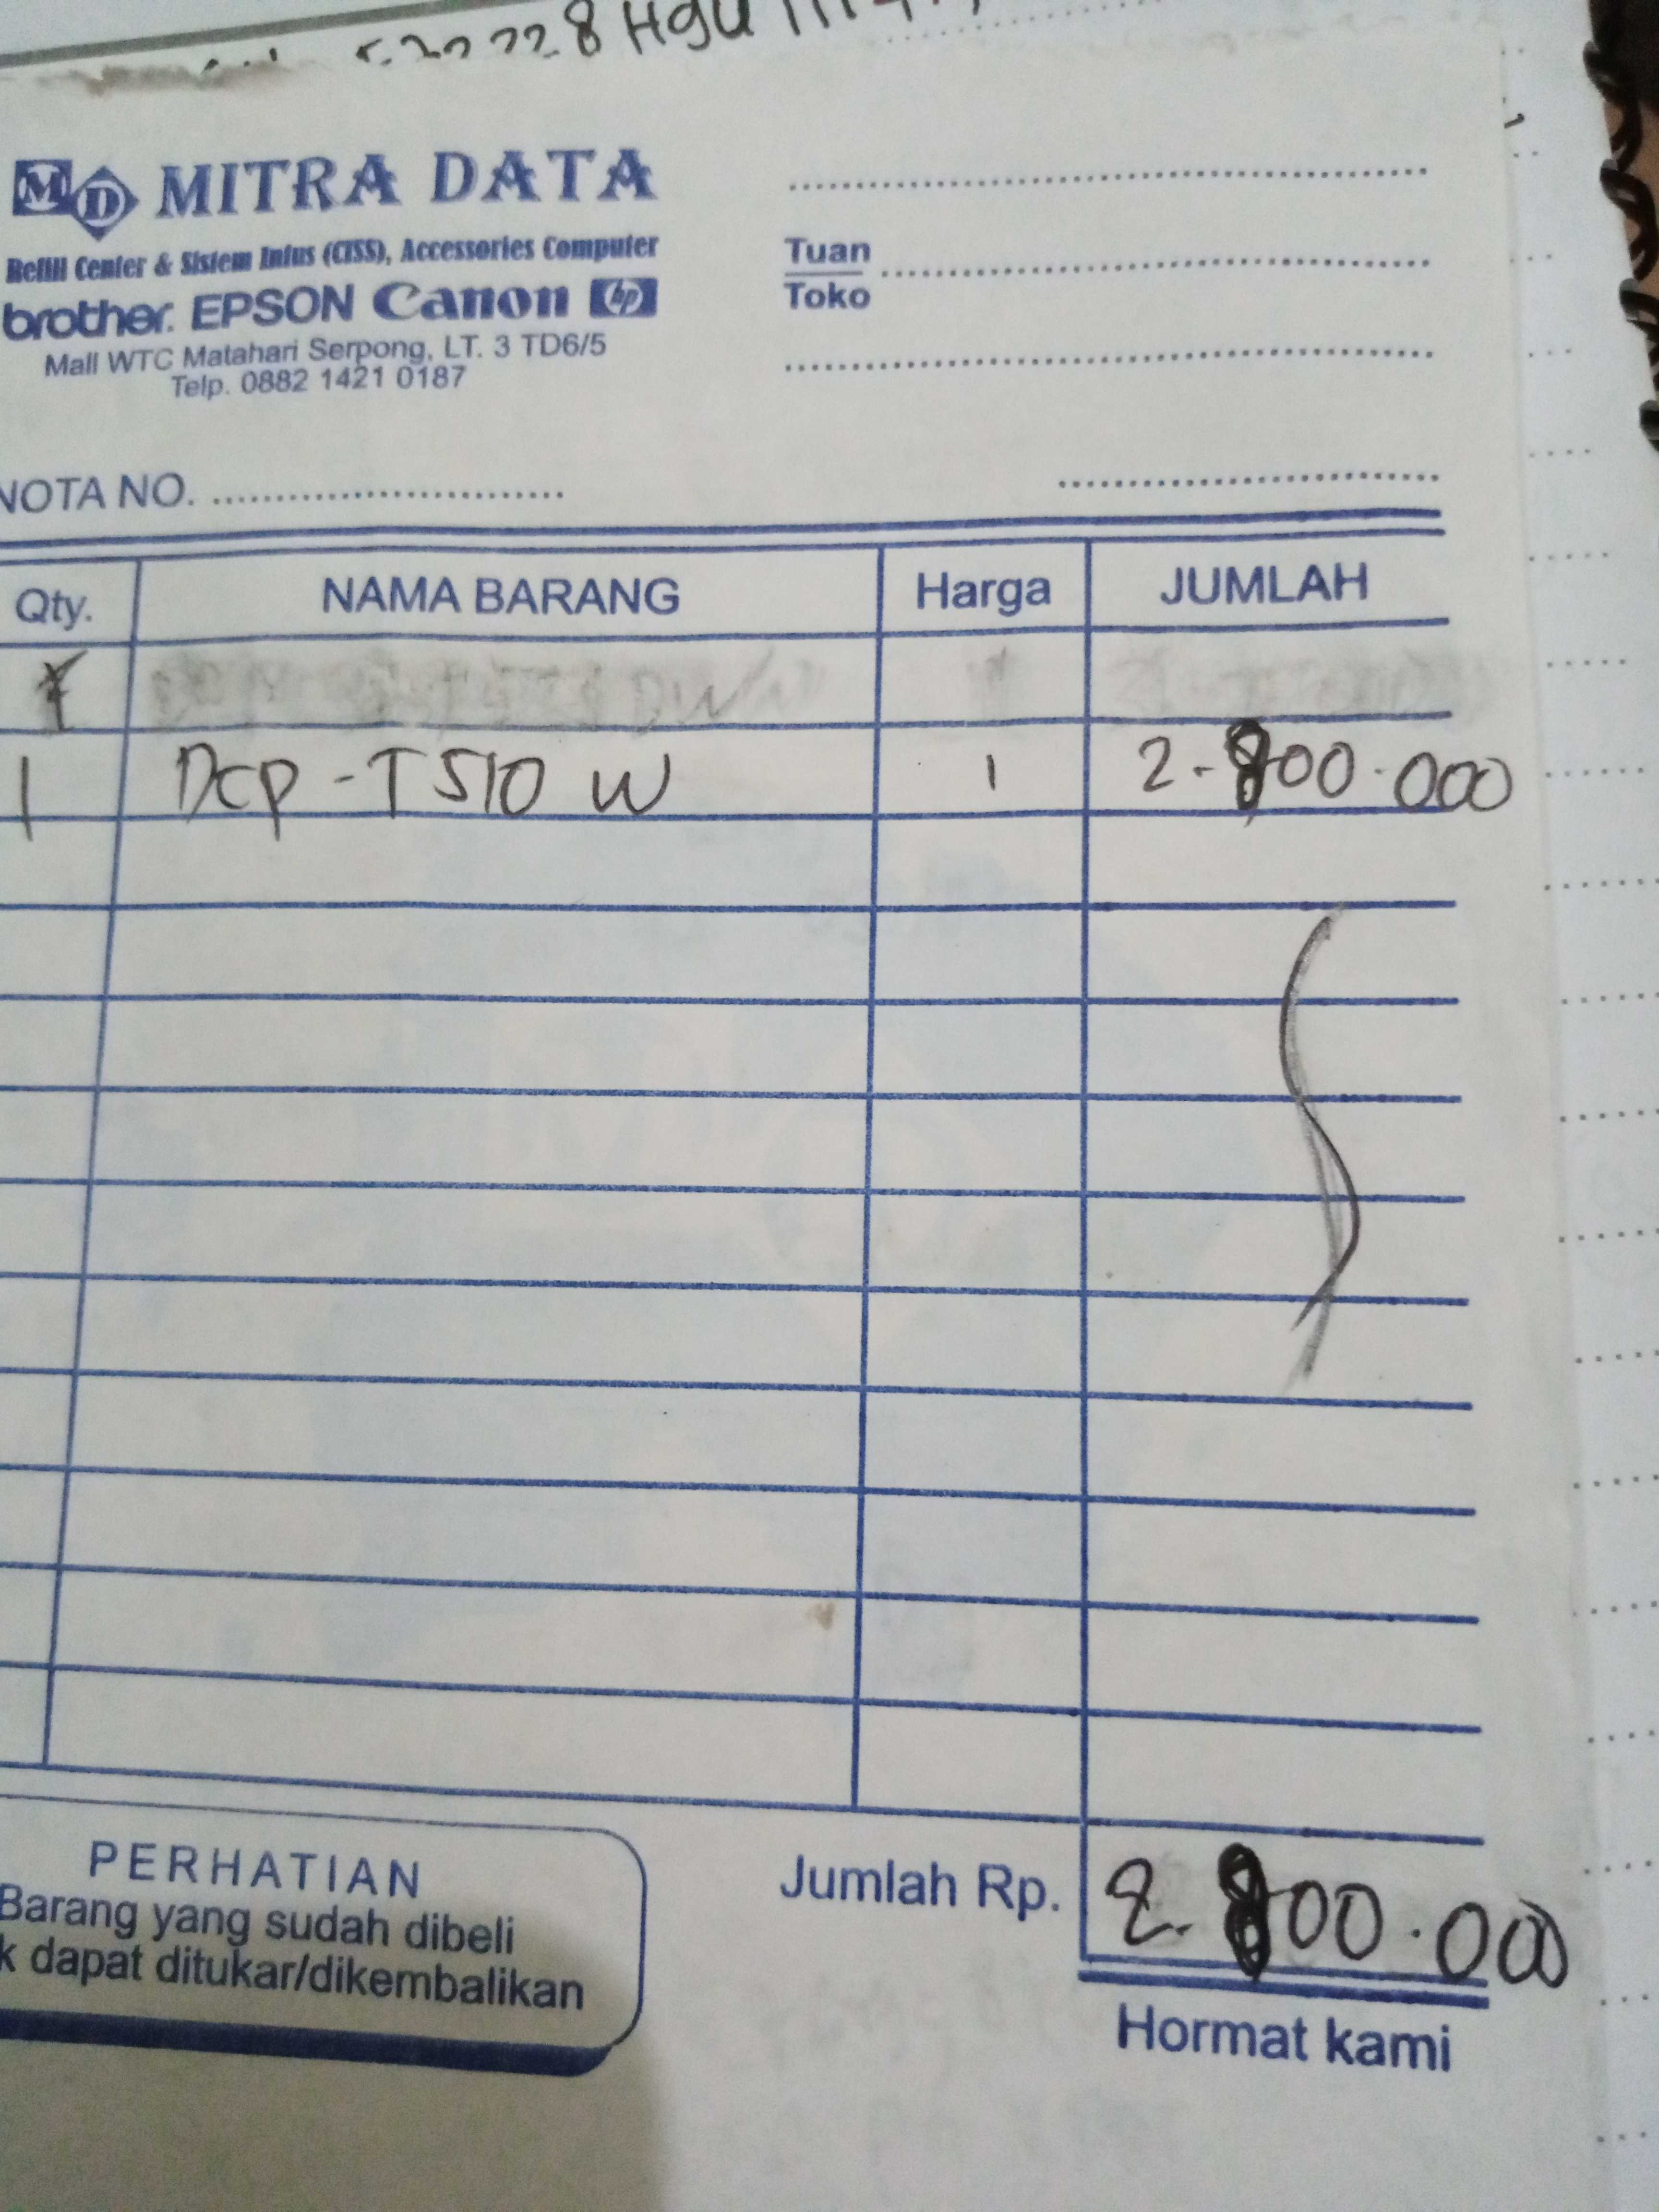 MD MITRA DATA
Refill Center & Sistem Infus (CISS), Accessories Computer
brother. EPSON Canon hp
Mall WTC Matahari Serpong, LT. 3 TD6/5
Telp. 0882 1421 0187
Tuan
Toko
NOTA NO.
Qty. NAMA BARANG Harga JUMLAH
1 Dcp-T510 W 1 2.800.000
Jumlah Rp. 2.800.000
PERHATIAN
Barang yang sudah dibeli
dapat ditukar/dikembalikan
Hormat kami